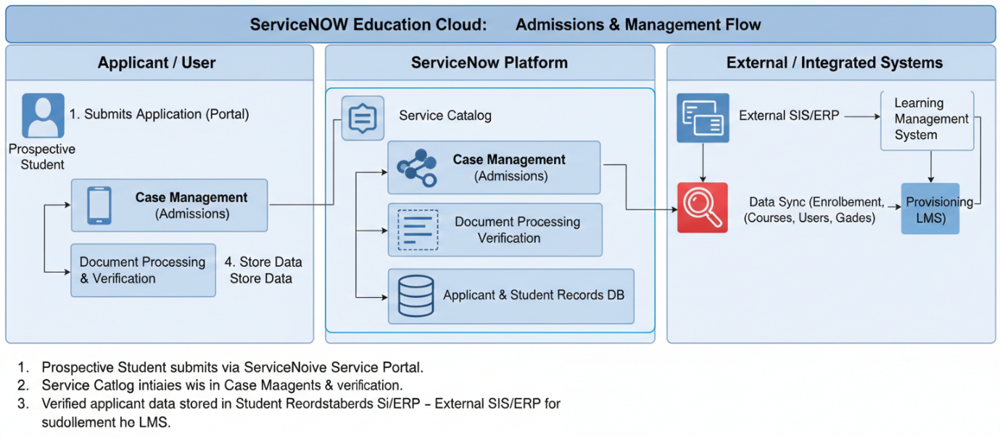 ServiceNOW Education Cloud: Admissions & Management Flow
Applicant / User
1. Submits Application (Portal)
Prospective
Student
Case Management
(Admissions)
Document Processing
& Verification
4. Store Data
Store Data
ServiceNow Platform
Service Catalog
Case Management
(Admissions)
Document Processing
Verification
Applicant & Student Records DB
External / Integrated Systems
External SIS/ERP
Learning
Management
System
Data Sync (Enrolbement,
(Courses, Users, Gades)
Provisioning
LMS)
1. Prospective Student submits via ServiceNoive Service Portal.
2. Service Catlog intiaies wis in Case Maagents & verification.
3. Verified applicant data stored in Student Reordstaberds Si/ERP – External SIS/ERP for
sudollement ho LMS.